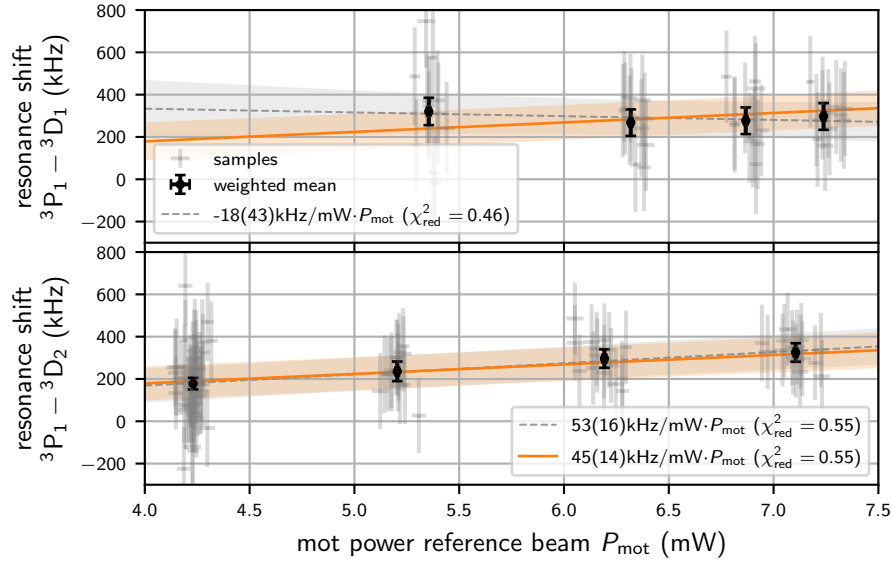 800
600
400
200
0
−200
resonance shift
³P₁ − ³D₁ (kHz)
samples
weighted mean
-18(43)kHz/mW·P_mot (χ²_red = 0.46)
800
600
400
200
0
−200
resonance shift
³P₁ − ³D₂ (kHz)
53(16)kHz/mW·P_mot (χ²_red = 0.55)
45(14)kHz/mW·P_mot (χ²_red = 0.55)
4.0 4.5 5.0 5.5 6.0 6.5 7.0 7.5
mot power reference beam P_mot (mW)